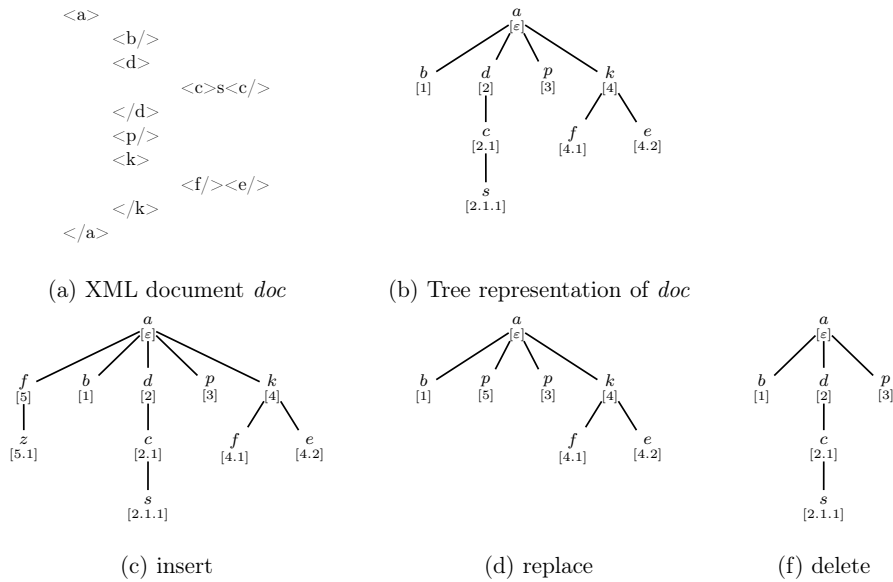 <a>
<b/>
<d>
<c>s<c/>
</d>
<p/>
<k>
<f/><e/>
</k>
</a>
(a) XML document doc
a
[ε]
b d p k
[1] [2] [3] [4]
c f e
[2.1] [4.1] [4.2]
s
[2.1.1]
(b) Tree representation of doc
a
[ε]
f b d p k
[5] [1] [2] [3] [4]
z c f e
[5.1] [2.1] [4.1] [4.2]
s
[2.1.1]
(c) insert
a
[ε]
b p p k
[1] [5] [3] [4]
f e
[4.1] [4.2]
(d) replace
a
[ε]
b d p
[1] [2] [3]
c
[2.1]
s
[2.1.1]
(f) delete